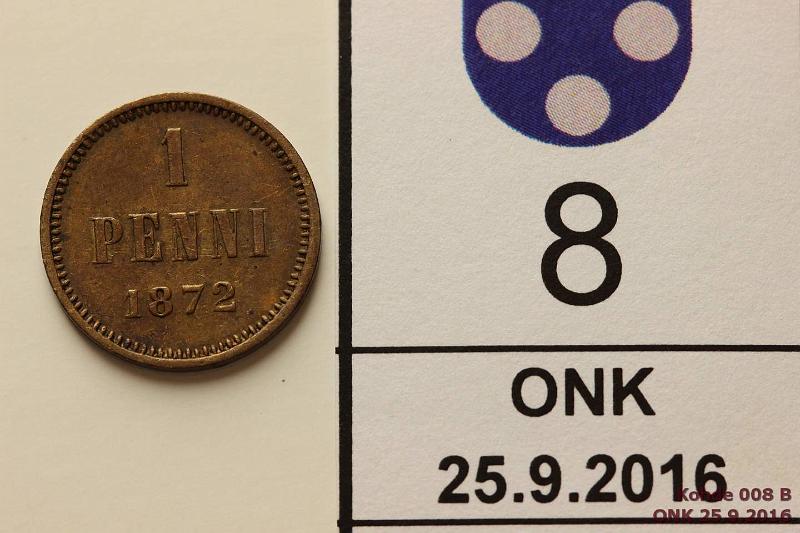 1
PENNI
1872
8
ONK
25.9.2016
Kohde 008 B
ONK 25.9.2016